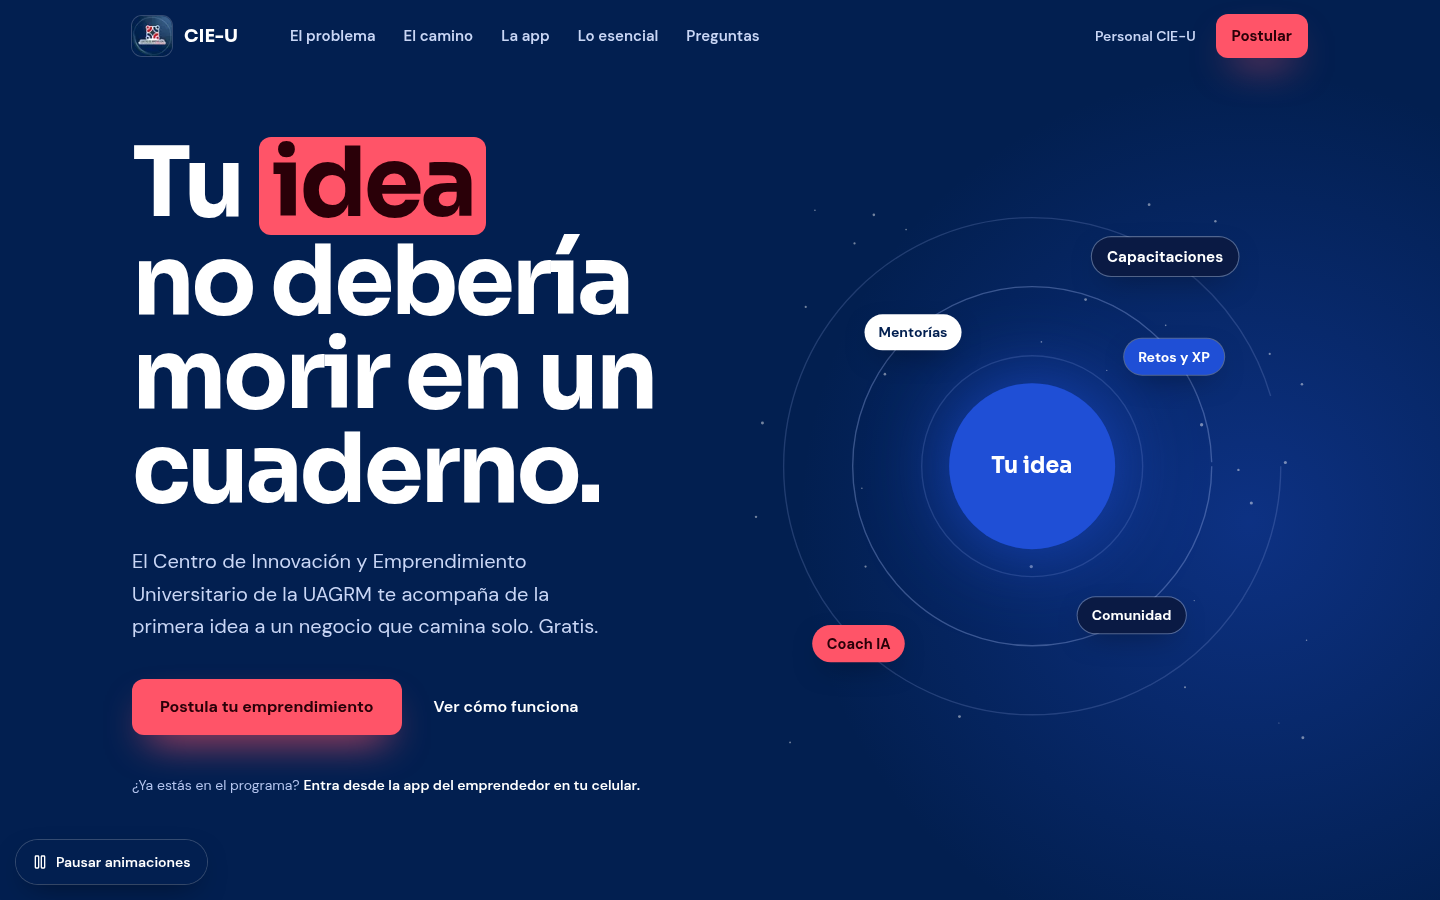 CIE-U
El problema
El camino
La app
Lo esencial
Preguntas
Personal CIE-U
Postular
Tu idea
no debería
morir en un
cuaderno.
El Centro de Innovación y Emprendimiento
Universitario de la UAGRM te acompaña de la
primera idea a un negocio que camina solo. Gratis.
Postula tu emprendimiento
Ver cómo funciona
¿Ya estás en el programa? Entra desde la app del emprendedor en tu celular.
Capacitaciones
Mentorías
Retos y XP
Tu idea
Comunidad
Coach IA
Pausar animaciones